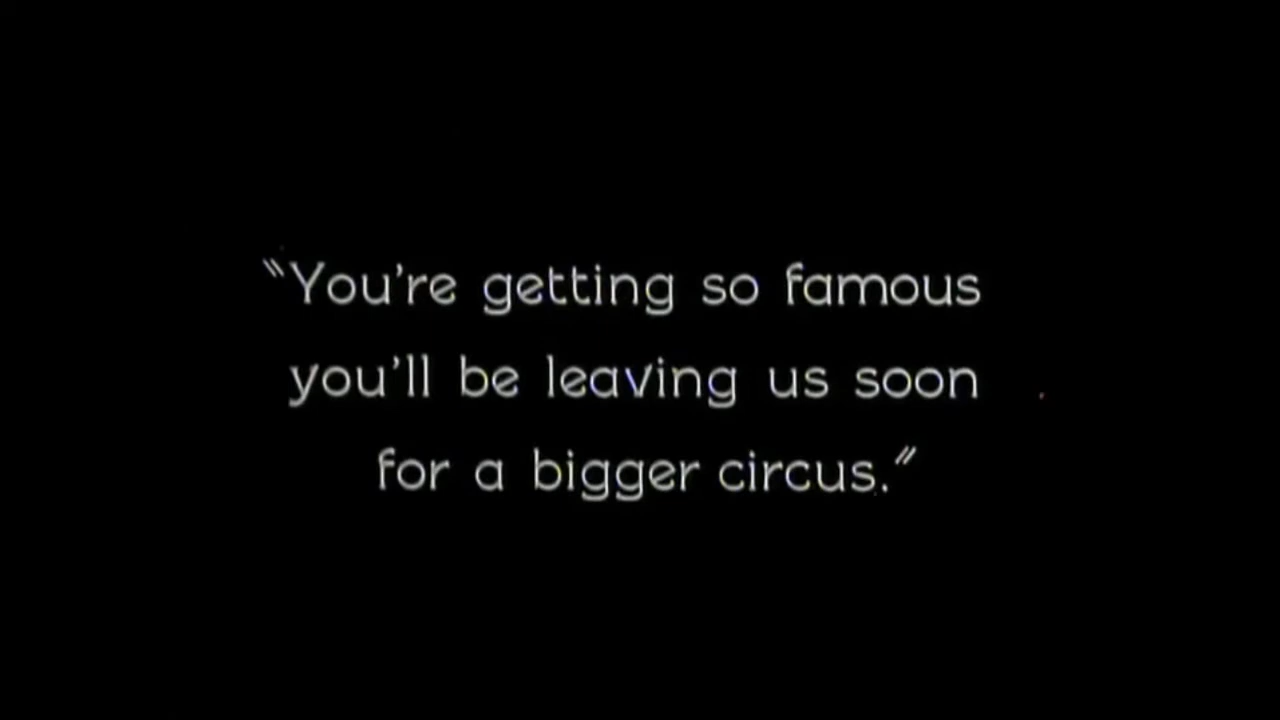 “You’re getting so famous
you’ll be leaving us soon
for a bigger circus.”